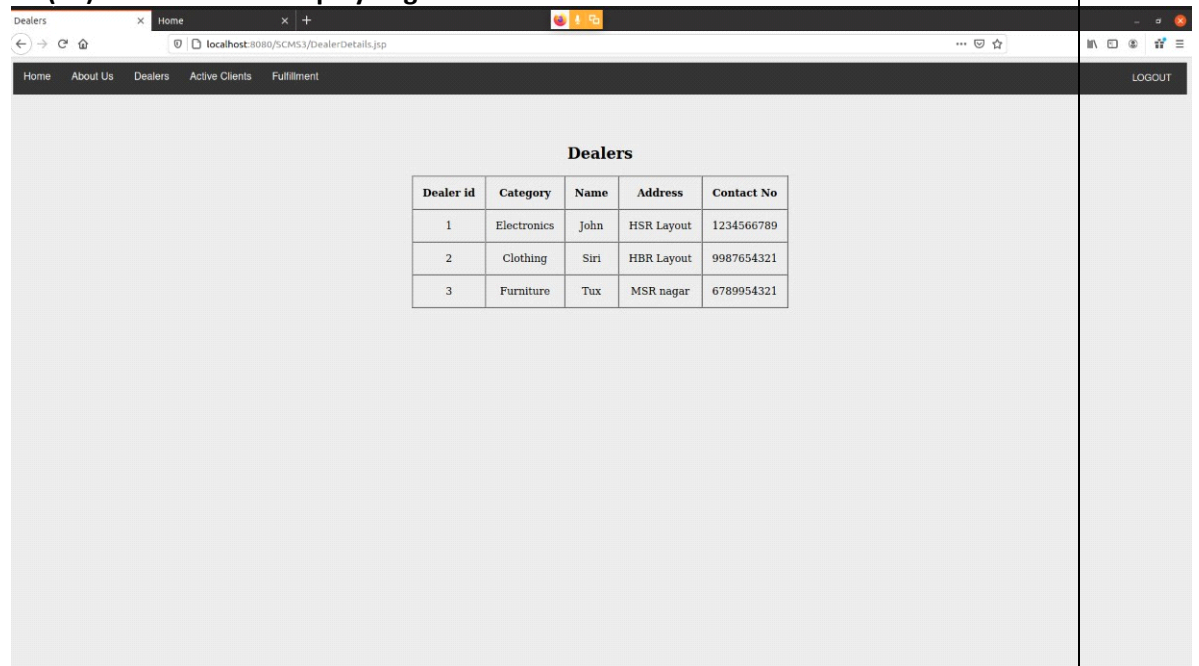 Dealers Home
localhost:8080/SCMS3/DealerDetails.jsp
Home About Us Dealers Active Clients Fulfillment LOGOUT
Dealers
Dealer id Category Name Address Contact No
1 Electronics John HSR Layout 1234566789
2 Clothing Siri HBR Layout 9987654321
3 Furniture Tux MSR nagar 6789954321